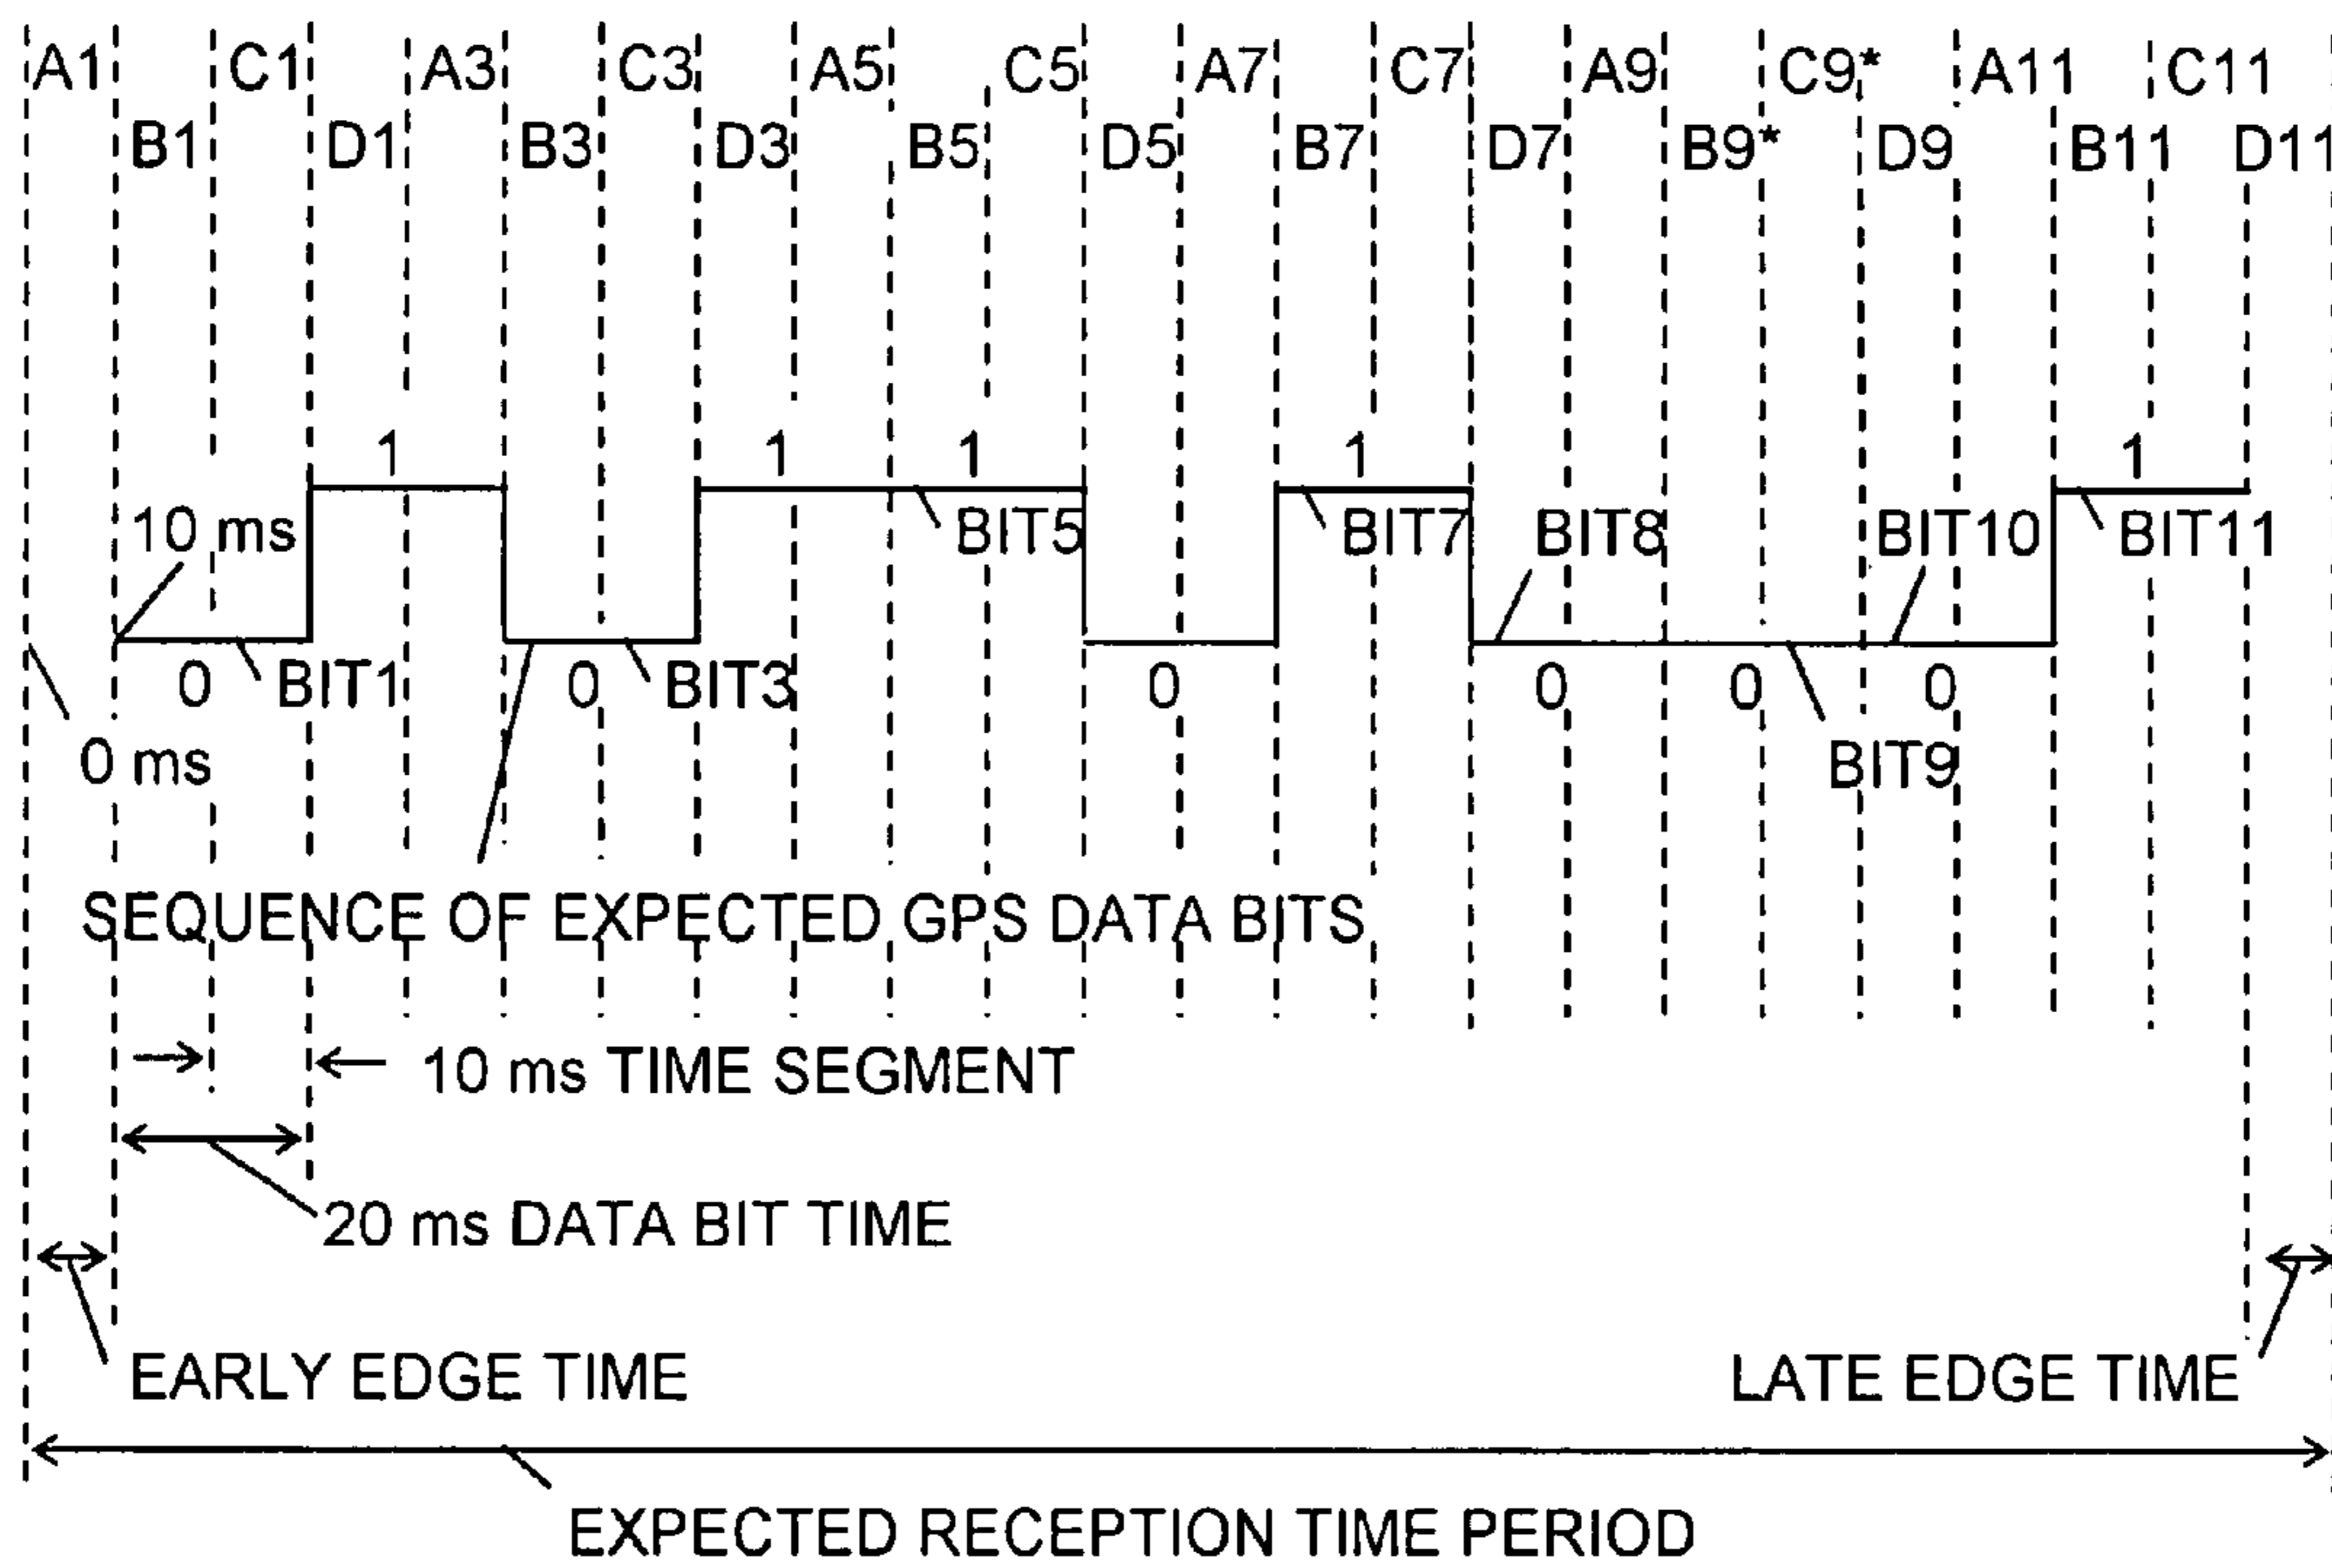 A1 C1 A3 C3 A5 C5 A7 C7 A9 C9* A11 C11
B1 D1 B3 D3 B5 D5 B7 D7 B9* D9 B11 D11
1 1 1 1 1
10 ms BIT5 BIT7 BIT8 BIT10 BIT11
0 BIT1 0 BIT3 0 0 0 0
0 ms BIT9
SEQUENCE OF EXPECTED GPS DATA BITS
10 ms TIME SEGMENT
20 ms DATA BIT TIME
EARLY EDGE TIME LATE EDGE TIME
EXPECTED RECEPTION TIME PERIOD